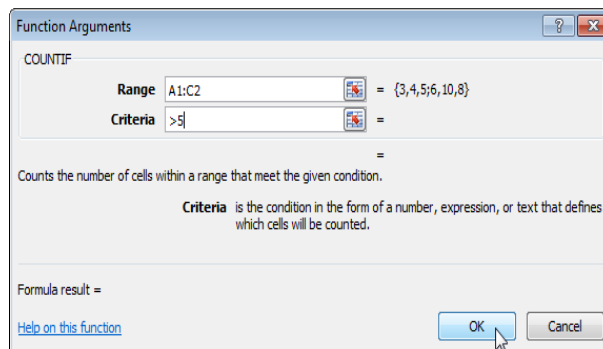 Function Arguments
COUNTIF
Range A1:C2 = {3,4,5;6,10,8}
Criteria >5 =
=
Counts the number of cells within a range that meet the given condition.
Criteria is the condition in the form of a number, expression, or text that defines
which cells will be counted.
Formula result =
Help on this function OK Cancel